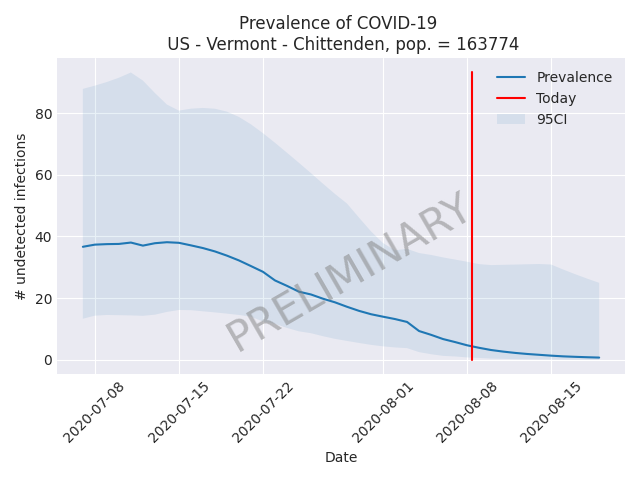 Prevalence of COVID-19
US - Vermont - Chittenden, pop. = 163774
Prevalence
Today
95CI
# undetected infections
80
60
40
20
0
PRELIMINARY
2020-07-08
2020-07-15
2020-07-22
2020-08-01
2020-08-08
2020-08-15
Date